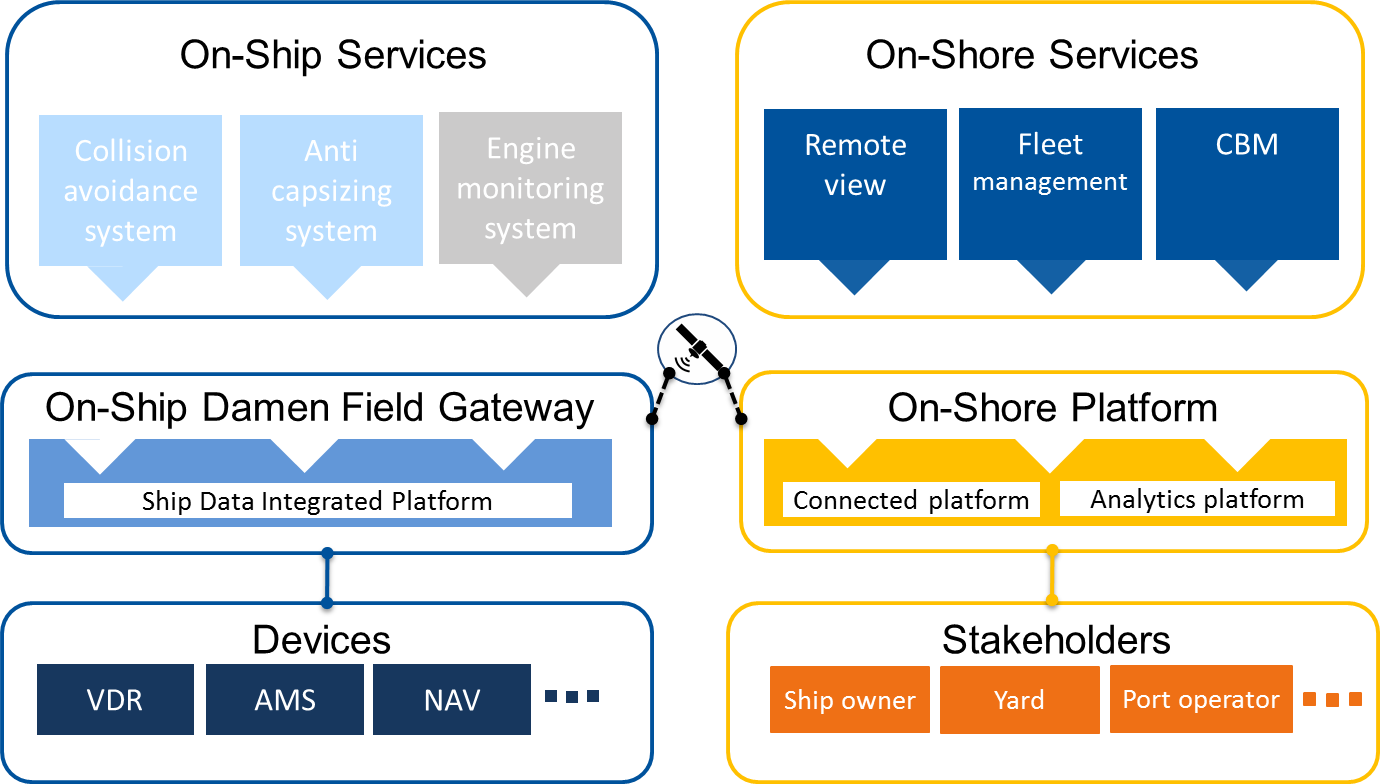 On-Ship Services
Collision
avoidance
system
Anti
capsizing
system
Engine
monitoring
system
On-Shore Services
Remote
view
Fleet
management
CBM
On-Ship Damen Field Gateway
Ship Data Integrated Platform
On-Shore Platform
Connected platform
Analytics platform
Devices
VDR
AMS
NAV
Stakeholders
Ship owner
Yard
Port operator